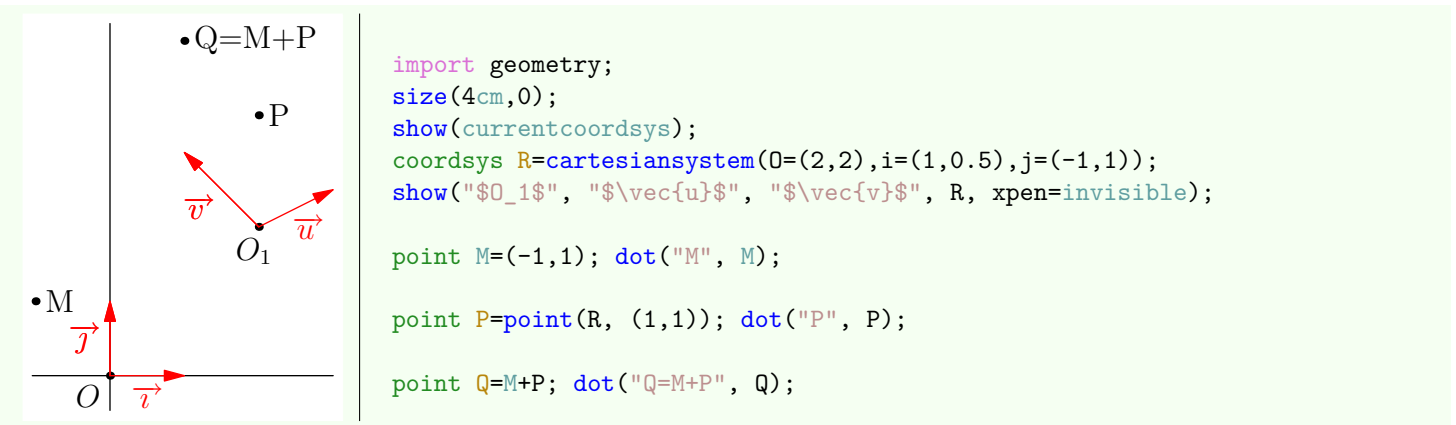 Q=M+P
P
v⃗
u⃗
O₁
M
ȷ⃗
O
ı⃗
import geometry;
size(4cm,0);
show(currentcoordsys);
coordsys R=cartesiansystem(O=(2,2),i=(1,0.5),j=(-1,1));
show("$O_1$", "$\vec{u}$", "$\vec{v}$", R, xpen=invisible);
point M=(-1,1); dot("M", M);
point P=point(R, (1,1)); dot("P", P);
point Q=M+P; dot("Q=M+P", Q);